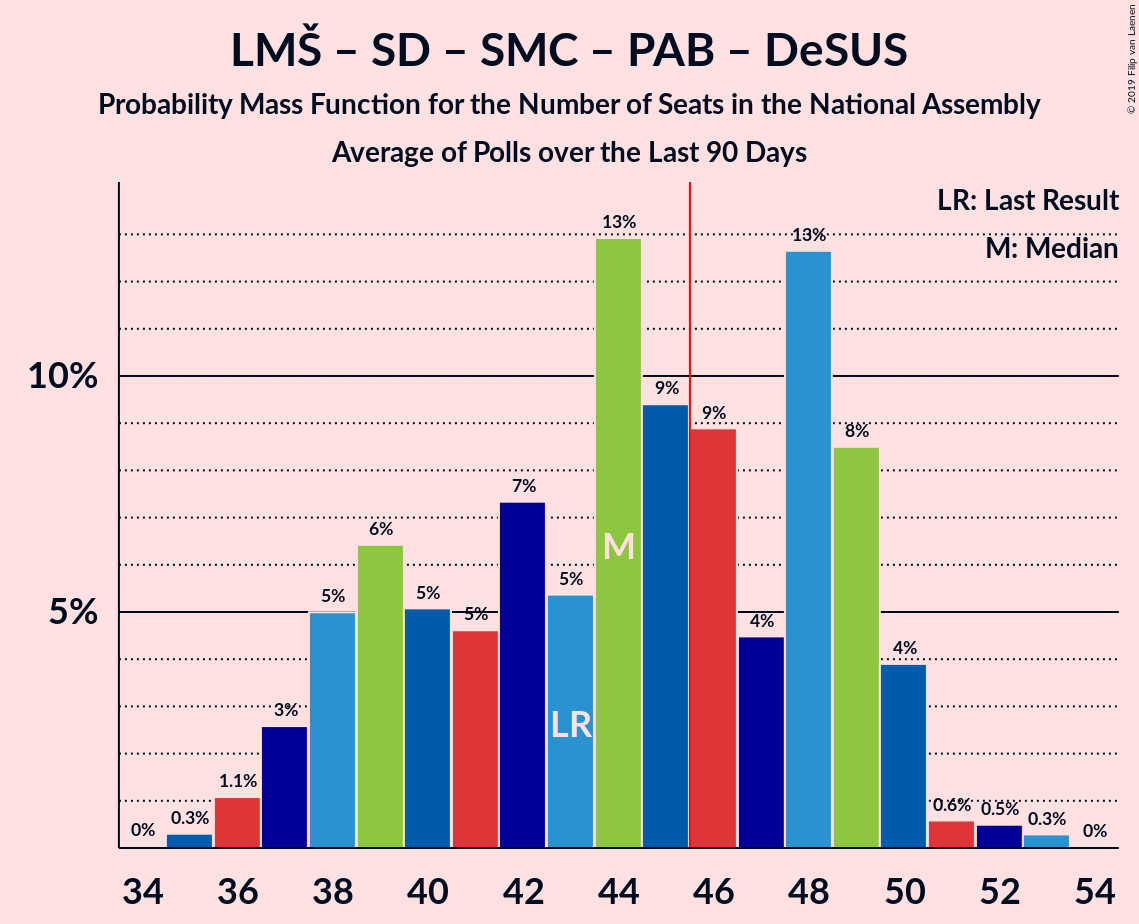 LMŠ – SD – SMC – PAB – DeSUS
Probability Mass Function for the Number of Seats in the National Assembly
Average of Polls over the Last 90 Days
© 2019 Filip van Laenen
LR: Last Result
M: Median
10%
5%
0%
0.3%
1.1%
3%
5%
6%
5%
5%
7%
5%
13%
9%
9%
4%
13%
8%
4%
0.6%
0.5%
0.3%
0%
M
LR
34 36 38 40 42 44 46 48 50 52 54